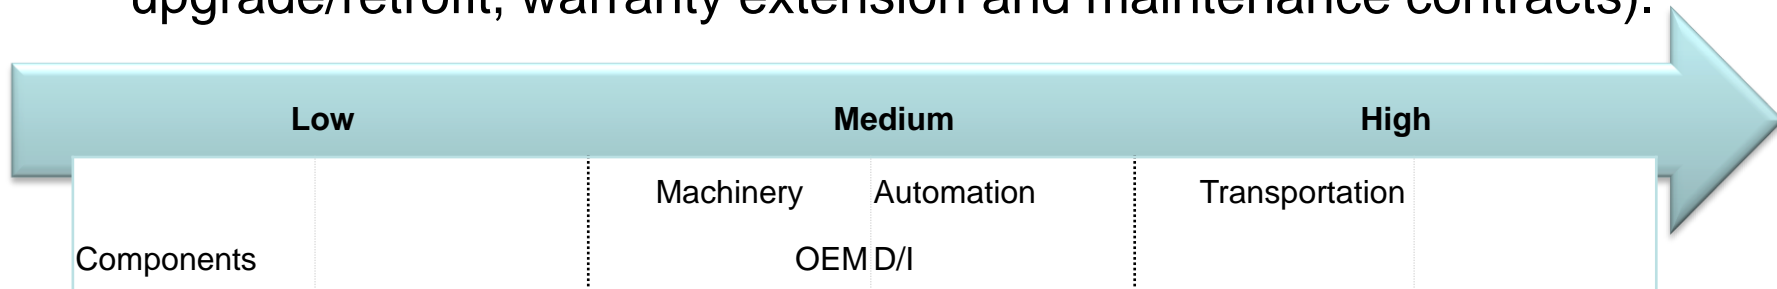 upgrade/retrofit, warranty extension and maintenance contracts).
Low Medium High
Machinery Automation Transportation
Components OEM D/I